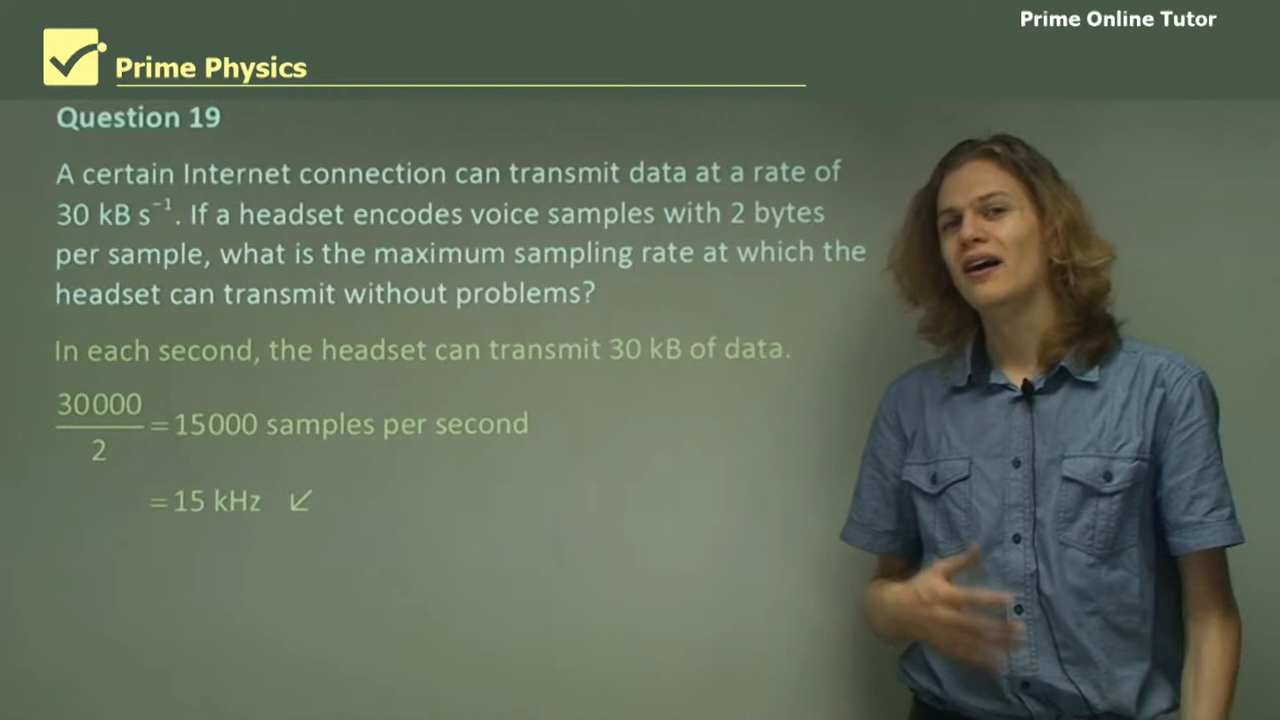 Prime Online Tutor
Prime Physics
Question 19
A certain Internet connection can transmit data at a rate of
30 kB s⁻¹. If a headset encodes voice samples with 2 bytes
per sample, what is the maximum sampling rate at which the
headset can transmit without problems?
In each second, the headset can transmit 30 kB of data.
30000
= 15000 samples per second
2
= 15 kHz ↙